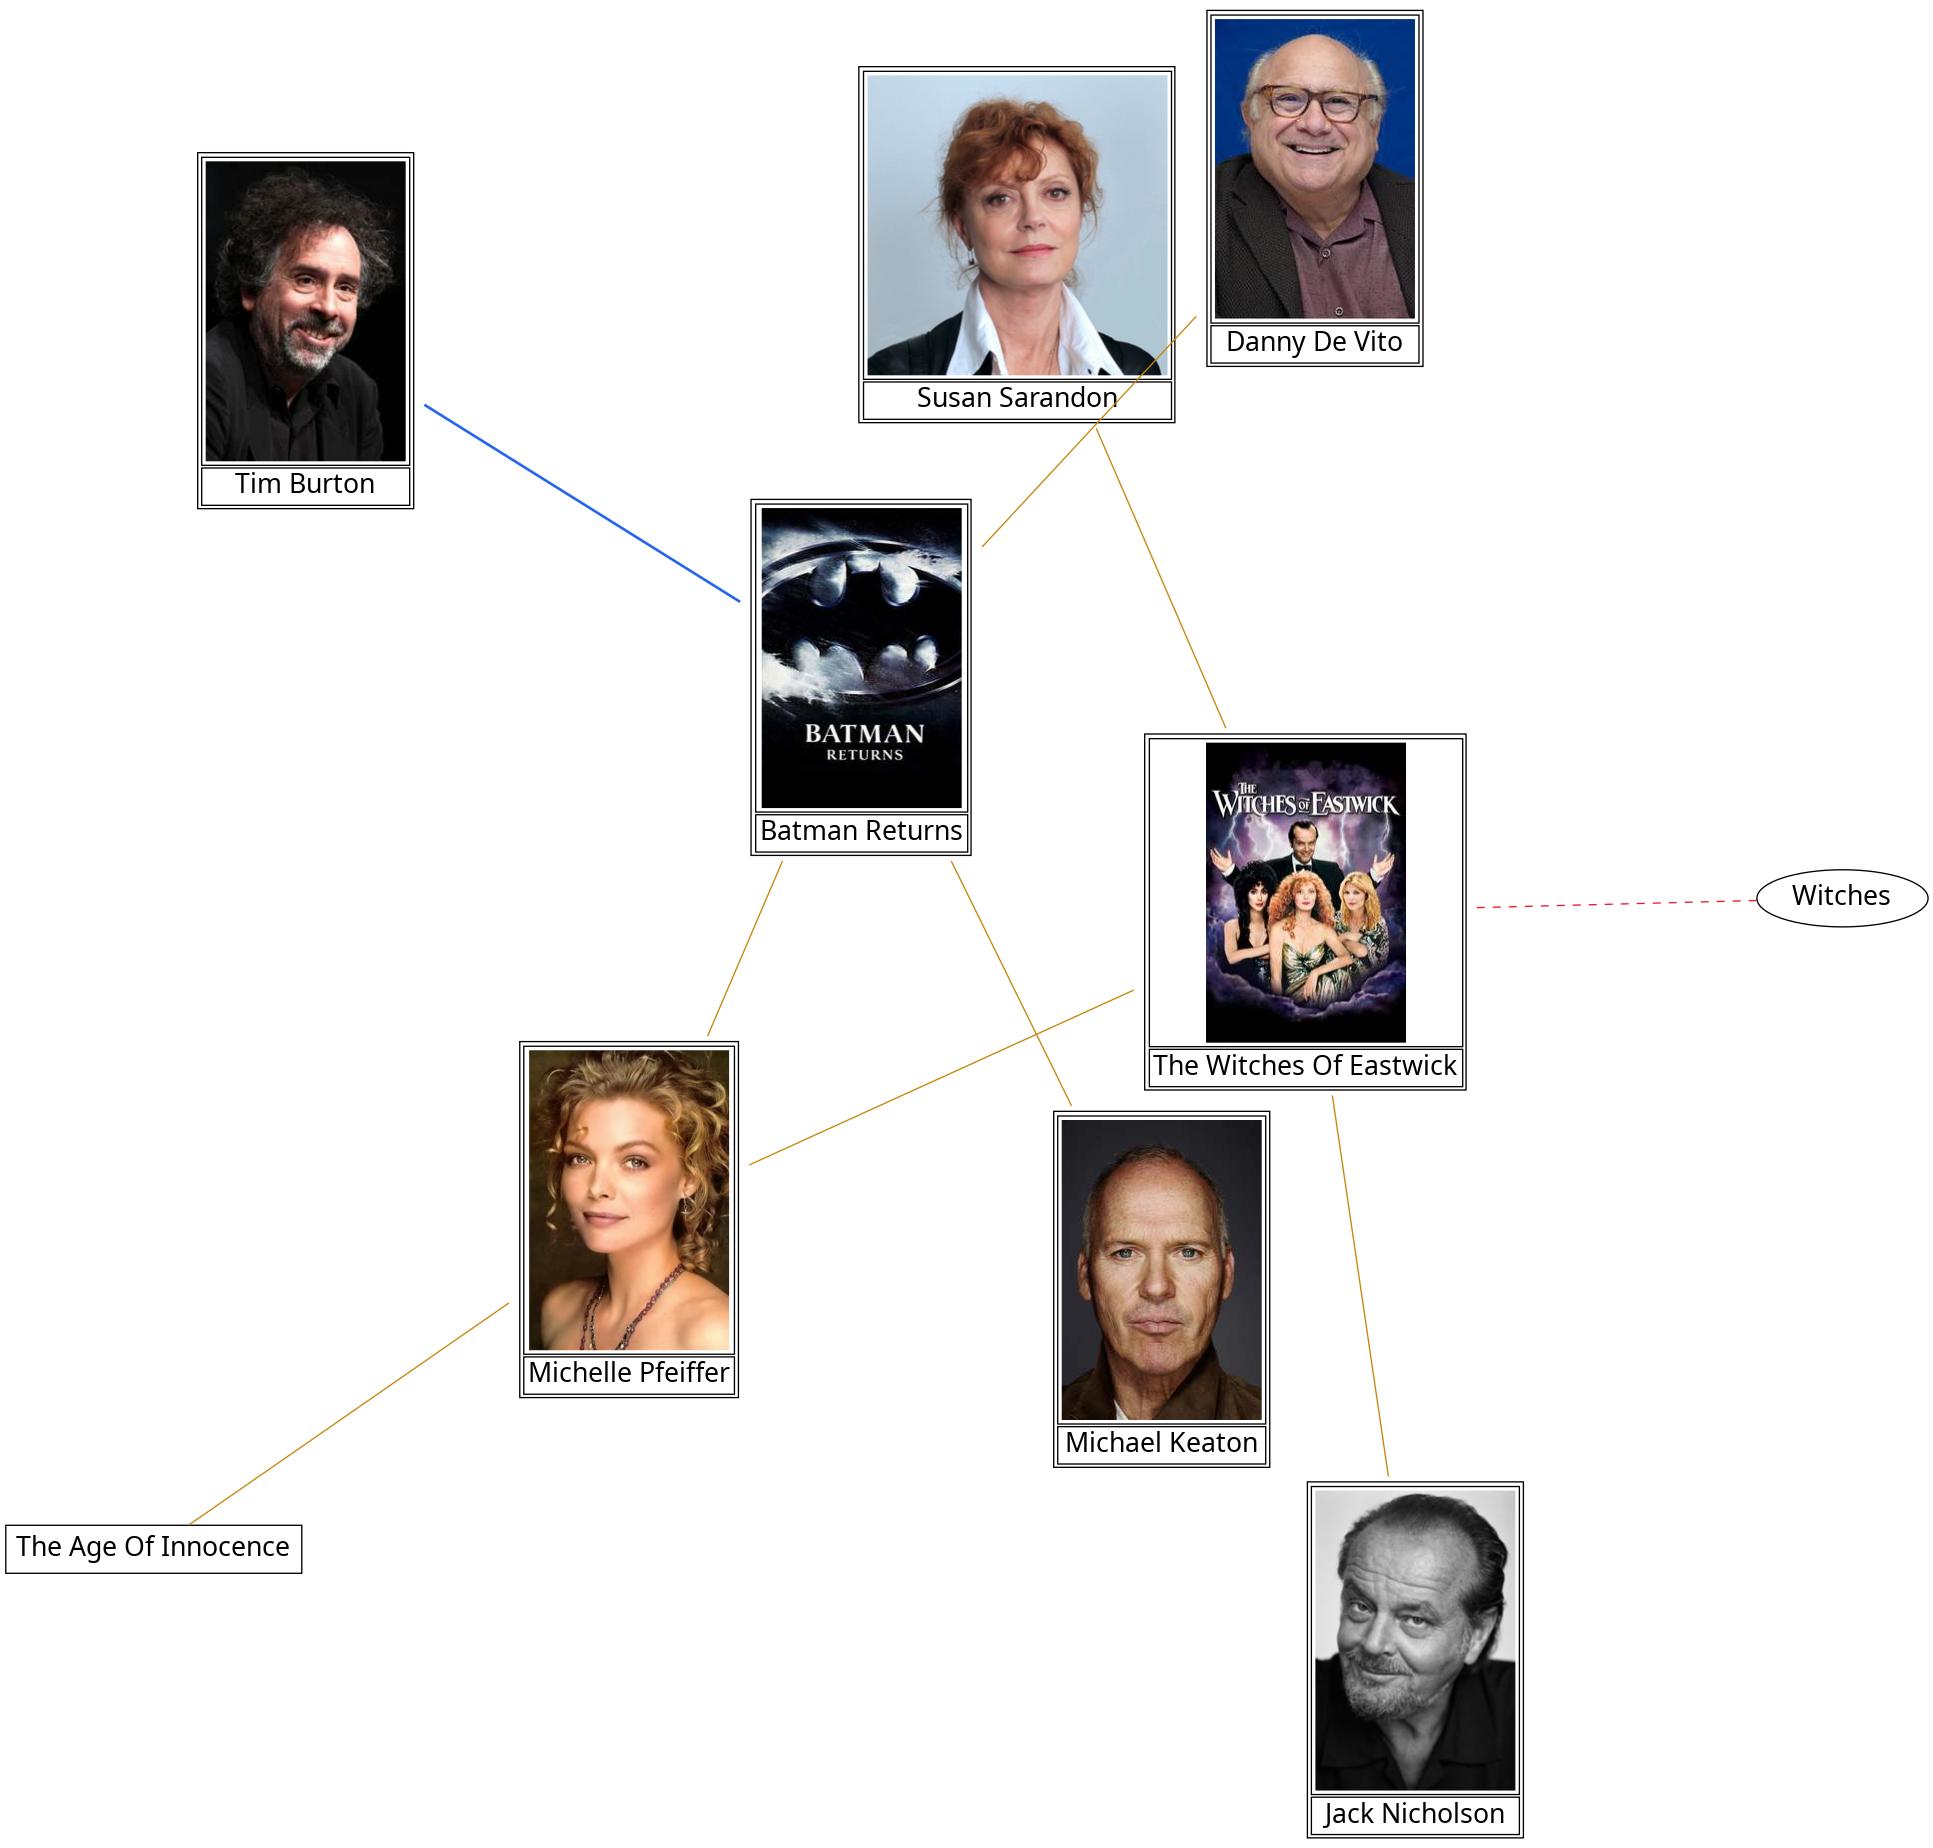 Danny De Vito
Susan Sarandon
Tim Burton
BATMAN
RETURNS
Batman Returns
THE
WITCHES OF EASTWICK
The Witches Of Eastwick
Witches
Michelle Pfeiffer
Michael Keaton
The Age Of Innocence
Jack Nicholson